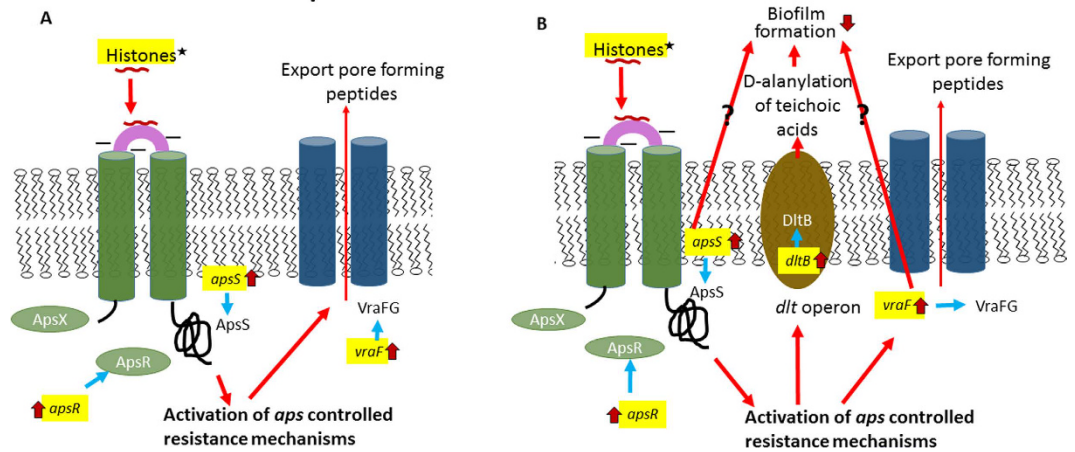 A
Histones★
Export pore forming
peptides
apsS
ApsS
ApsX
ApsR
apsR
VraFG
vraF
Activation of aps controlled
resistance mechanisms
B
Biofilm
formation
Histones★
Export pore forming
peptides
D-alanylation
of teichoic
acids
?
?
DltB
dltB
apsS
ApsS
dlt operon
vraF
VraFG
ApsX
ApsR
apsR
Activation of aps controlled
resistance mechanisms